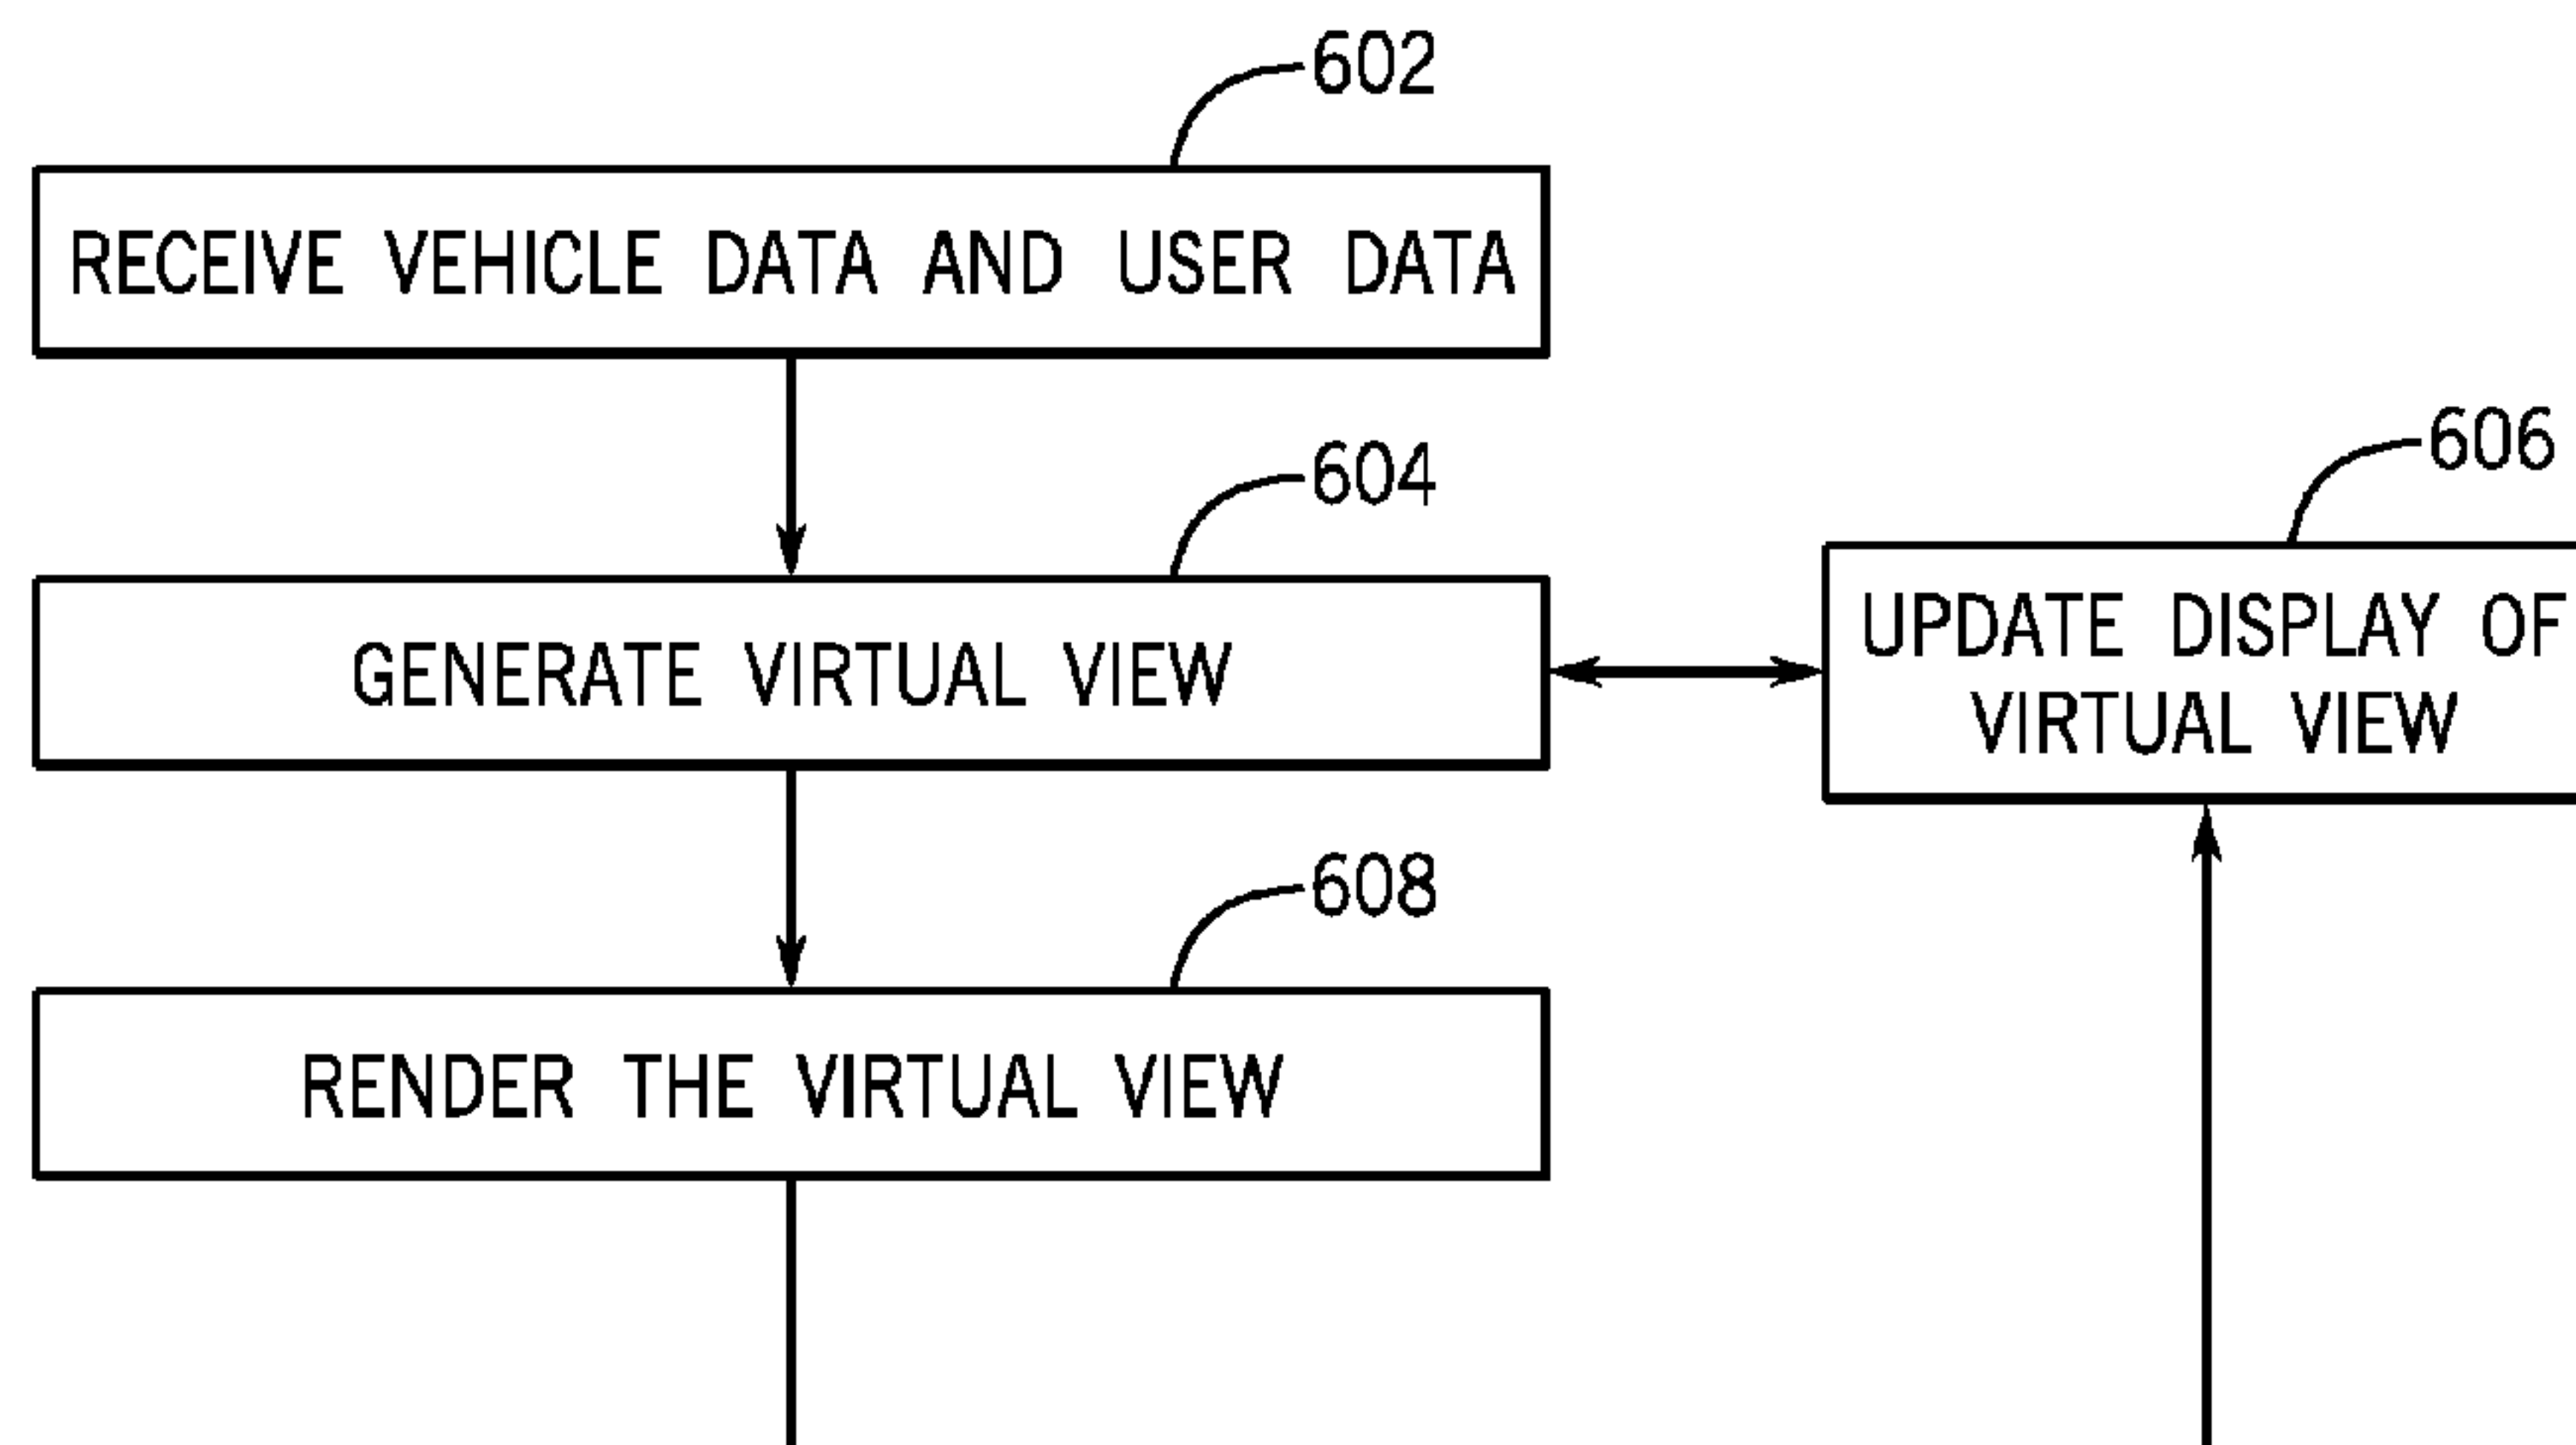 602
RECEIVE VEHICLE DATA AND USER DATA
604
GENERATE VIRTUAL VIEW
606
UPDATE DISPLAY OF
VIRTUAL VIEW
608
RENDER THE VIRTUAL VIEW